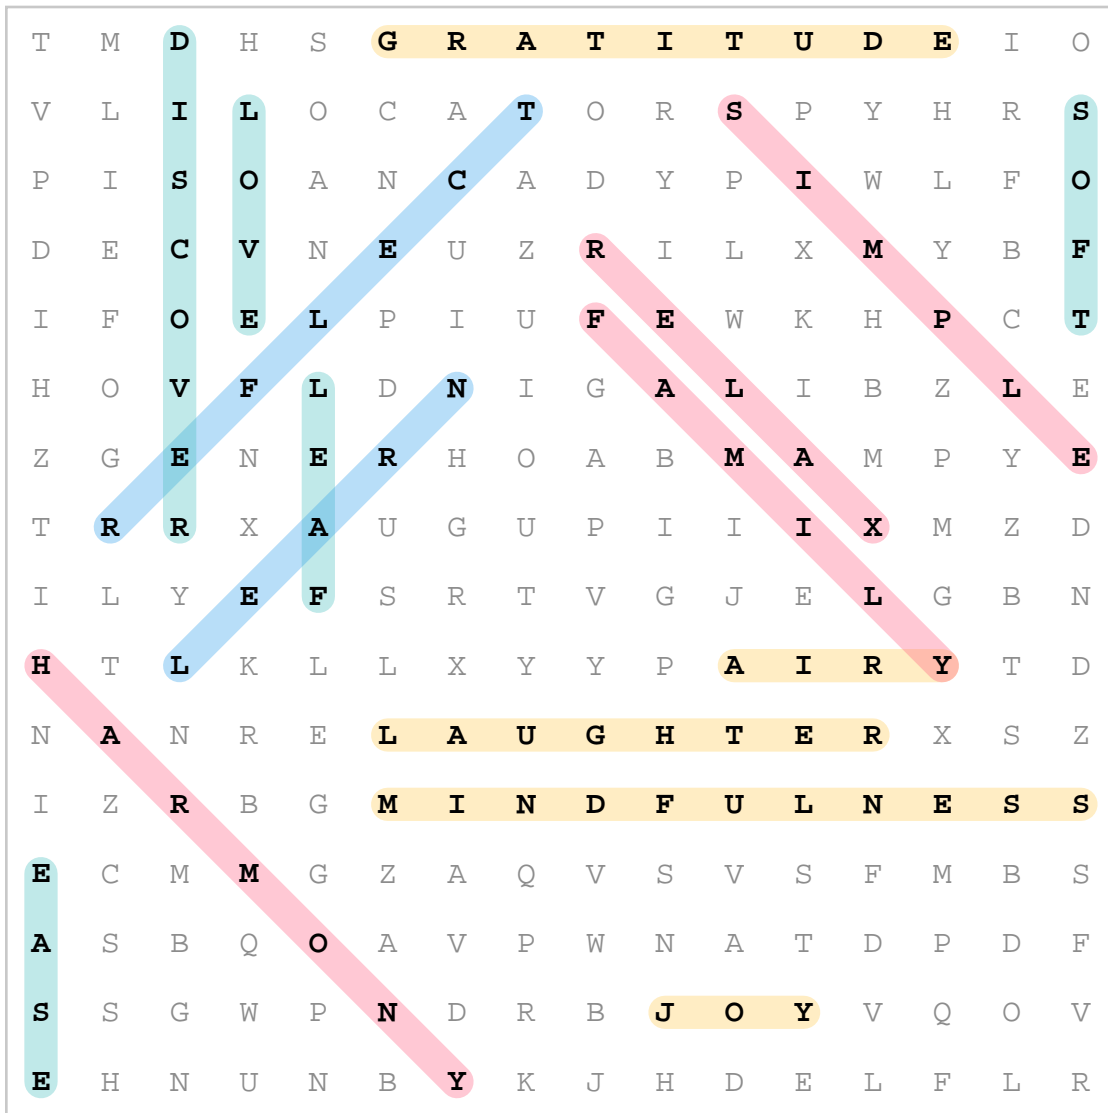 T M D H S G R A T I T U D E I O
V L I L O C A T O R S P Y H R S
P I S O A N C A D Y P I W L F O
D E C V N E U Z R I L X M Y B F
I F O E L P I U F E W K H P C T
H O V F L D N I G A L I B Z L E
Z G E N E R H O A B M A M P Y E
T R R X A U G U P I I I X M Z D
I L Y E F S R T V G J E L G B N
H T L K L L X Y Y P A I R Y T D
N A N R E L A U G H T E R X S Z
I Z R B G M I N D F U L N E S S
E C M M G Z A Q V S V S F M B S
A S B Q O A V P W N A T D P D F
S S G W P N D R B J O Y V Q O V
E H N U N B Y K J H D E L F L R